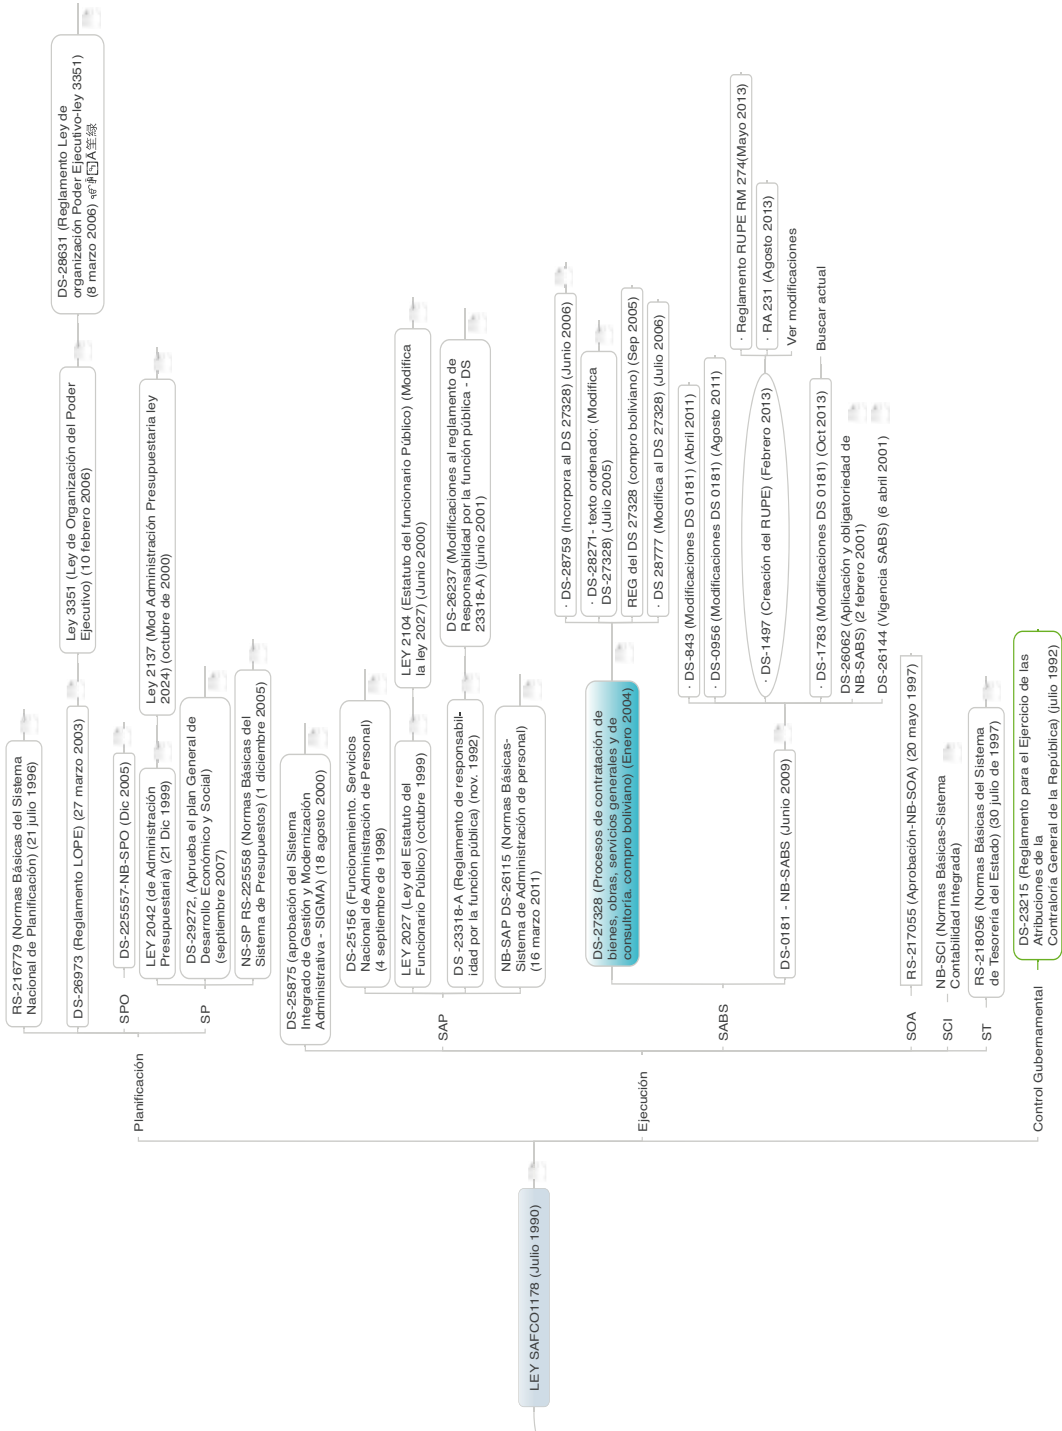 LEY SAFCO1178 (Julio 1990)
Planificación
RS-216779 (Normas Básicas del Sistema
Nacional de Planificación) (21 julio 1996)
DS-26973 (Reglamento LOPE) (27 marzo 2003)
Ley 3351 (Ley de Organización del Poder
Ejecutivo) (10 febrero 2006)
DS-28631 (Reglamento Ley de
organización Poder Ejecutivo-ley 3351)
(8 marzo 2006)
SPO
DS-225557-NB-SPO (Dic 2005)
SP
LEY 2042 (de Administración
Presupuestaria) (21 Dic 1999)
Ley 2137 (Mod Administración Presupuestaria ley
2024) (octubre de 2000)
DS-29272, (Aprueba el plan General de
Desarrollo Económico y Social)
(septiembre 2007)
NS-SP RS-225558 (Normas Básicas del
Sistema de Presupuestos) (1 diciembre 2005)
Ejecución
DS-25875 (aprobación del Sistema
Integrado de Gestión y Modernización
Administrativa - SIGMA) (18 agosto 2000)
SAP
DS-25156 (Funcionamiento. Servicios
Nacional de Administración de Personal)
(4 septiembre de 1998)
LEY 2027 (Ley del Estatuto del
Funcionario Público) (octubre 1999)
LEY 2104 (Estatuto del funcionario Público) (Modifica
la ley 2027) (Junio 2000)
DS -23318-A (Reglamento de responsabil-
idad por la función pública) (nov. 1992)
DS-26237 (Modificaciones al reglamento de
Responsabilidad por la función pública - DS
23318-A) (junio 2001)
NB-SAP DS-26115 (Normas Básicas-
Sistema de Administración de personal)
(16 marzo 2011)
SABS
DS-27328 (Procesos de contratación de
bienes, obras, servicios generales y de
consultoría. compro boliviano) (Enero 2004)
· DS-28759 (Incorpora al DS 27328) (Junio 2006)
· DS-28271- texto ordenado; (Modifica
DS-27328) (Julio 2005)
REG del DS 27328 (compro boliviano) (Sep 2005)
· DS 28777 (Modifica al DS 27328) (Julio 2006)
DS-0181 - NB-SABS (Junio 2009)
· DS-843 (Modificaciones DS 0181) (Abril 2011)
· DS-0956 (Modificaciones DS 0181) (Agosto 2011)
· DS-1497 (Creación del RUPE) (Febrero 2013)
· Reglamento RUPE RM 274(Mayo 2013)
· RA 231 (Agosto 2013)
Ver modificaciones
· DS-1783 (Modificaciones DS 0181) (Oct 2013)
Buscar actual
DS-26062 (Aplicación y obligatoriedad de
NB-SABS) (2 febrero 2001)
DS-26144 (Vigencia SABS) (6 abril 2001)
SOA
RS-217055 (Aprobación-NB-SOA) (20 mayo 1997)
SCI
NB-SCI (Normas Básicas-Sistema
Contabilidad Integrada)
ST
RS-218056 (Normas Básicas del Sistema
de Tesorería del Estado) (30 julio de 1997)
Control Gubernamental
DS-23215 (Reglamento para el Ejercicio de las
Atribuciones de la
Contraloría General de la República) (julio 1992)